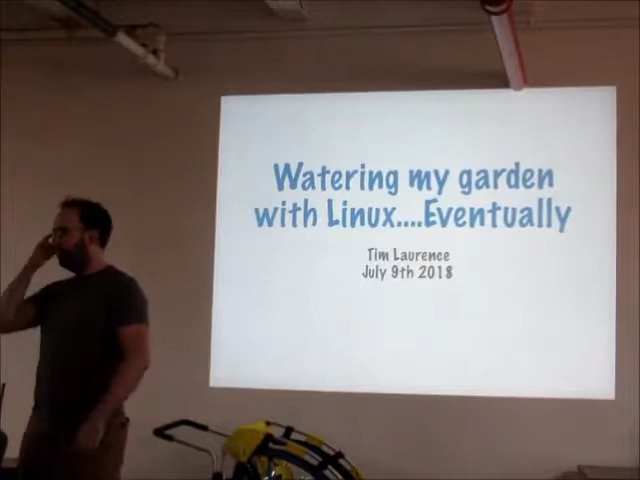 Watering my garden
with Linux....Eventually
Tim Laurence
July 9th 2018